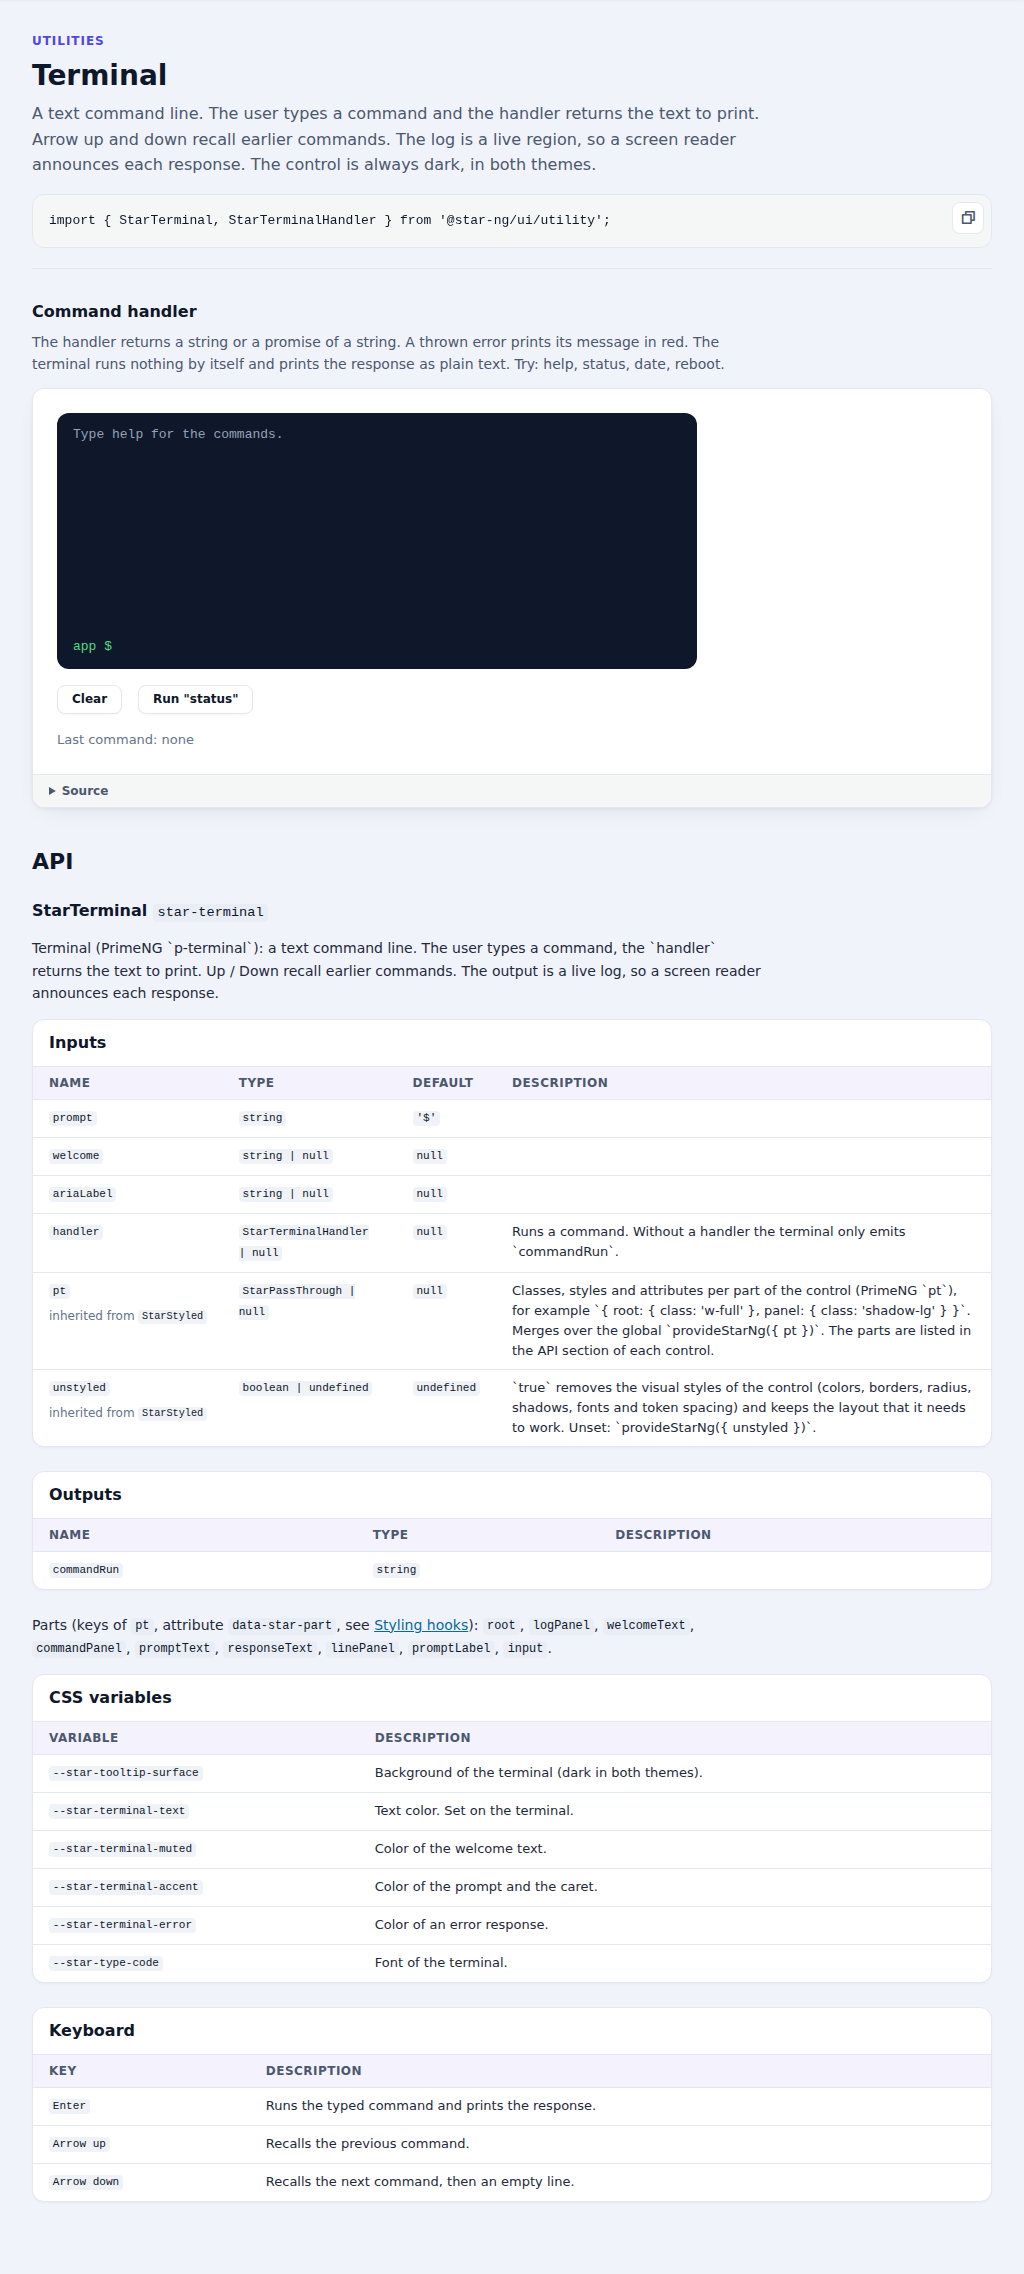 UTILITIES
Terminal
A text command line. The user types a command and the handler returns the text to print.
Arrow up and down recall earlier commands. The log is a live region, so a screen reader
announces each response. The control is always dark, in both themes.
import { StarTerminal, StarTerminalHandler } from '@star-ng/ui/utility';
Command handler
The handler returns a string or a promise of a string. A thrown error prints its message in red. The
terminal runs nothing by itself and prints the response as plain text. Try: help, status, date, reboot.
Type help for the commands.
app $
Clear Run "status"
Last command: none
Source
API
StarTerminal star-terminal
Terminal (PrimeNG `p-terminal`): a text command line. The user types a command, the `handler`
returns the text to print. Up / Down recall earlier commands. The output is a live log, so a screen reader
announces each response.
Inputs
NAME TYPE DEFAULT DESCRIPTION
prompt string '$'
welcome string | null null
ariaLabel string | null null
handler StarTerminalHandler null Runs a command. Without a handler the terminal only emits
| null `commandRun`.
pt StarPassThrough | null Classes, styles and attributes per part of the control (PrimeNG `pt`),
inherited from StarStyled null for example `{ root: { class: 'w-full' }, panel: { class: 'shadow-lg' } }`.
Merges over the global `provideStarNg({ pt })`. The parts are listed in
the API section of each control.
unstyled boolean | undefined undefined `true` removes the visual styles of the control (colors, borders, radius,
inherited from StarStyled shadows, fonts and token spacing) and keeps the layout that it needs
to work. Unset: `provideStarNg({ unstyled })`.
Outputs
NAME TYPE DESCRIPTION
commandRun string
Parts (keys of pt, attribute data-star-part, see Styling hooks): root, logPanel, welcomeText,
commandPanel, promptText, responseText, linePanel, promptLabel, input.
CSS variables
VARIABLE DESCRIPTION
--star-tooltip-surface Background of the terminal (dark in both themes).
--star-terminal-text Text color. Set on the terminal.
--star-terminal-muted Color of the welcome text.
--star-terminal-accent Color of the prompt and the caret.
--star-terminal-error Color of an error response.
--star-type-code Font of the terminal.
Keyboard
KEY DESCRIPTION
Enter Runs the typed command and prints the response.
Arrow up Recalls the previous command.
Arrow down Recalls the next command, then an empty line.